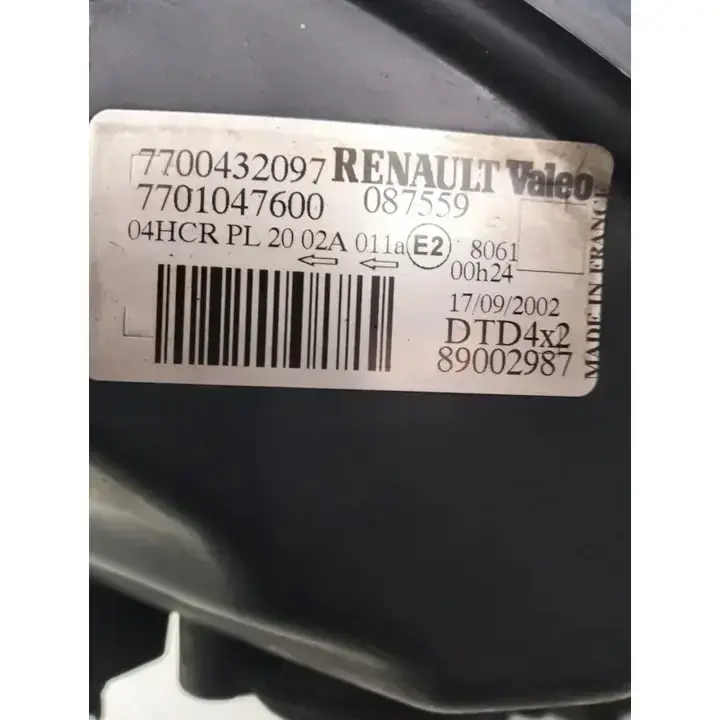 7700432097 RENAULT Valeo
7701047600 087559
04HCR PL 20 02A 011a E2 8061
00h24
17/09/2002
DTD4x2
89002987
MADE IN FRANCE